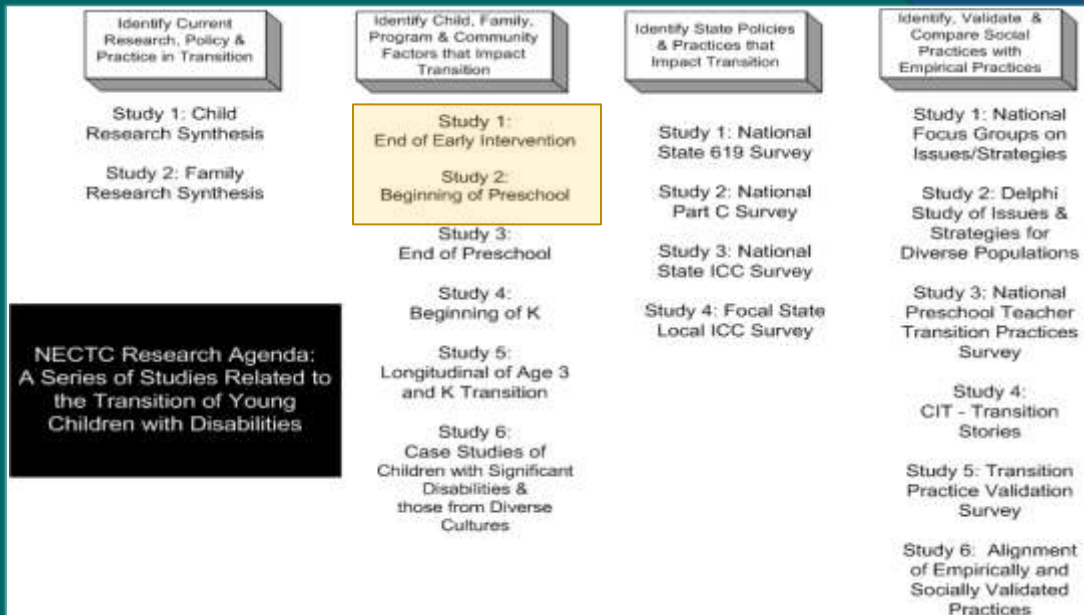 Identify Current
Research, Policy &
Practice in Transition
Study 1: Child
Research Synthesis
Study 2: Family
Research Synthesis
NECTC Research Agenda:
A Series of Studies Related to
the Transition of Young
Children with Disabilities
Identify Child, Family,
Program & Community
Factors that Impact
Transition
Study 1:
End of Early Intervention
Study 2:
Beginning of Preschool
Study 3:
End of Preschool
Study 4:
Beginning of K
Study 5:
Longitudinal of Age 3
and K Transition
Study 6:
Case Studies of
Children with Significant
Disabilities &
those from Diverse
Cultures
Identify State Policies
& Practices that
Impact Transition
Study 1: National
State 619 Survey
Study 2: National
Part C Survey
Study 3: National
State ICC Survey
Study 4: Focal State
Local ICC Survey
Identify, Validate &
Compare Social
Practices with
Empirical Practices
Study 1: National
Focus Groups on
Issues/Strategies
Study 2: Delphi
Study of Issues &
Strategies for
Diverse Populations
Study 3: National
Preschool Teacher
Transition Practices
Survey
Study 4:
CIT - Transition
Stories
Study 5: Transition
Practice Validation
Survey
Study 6: Alignment
of Empirically and
Socially Validated
Practices